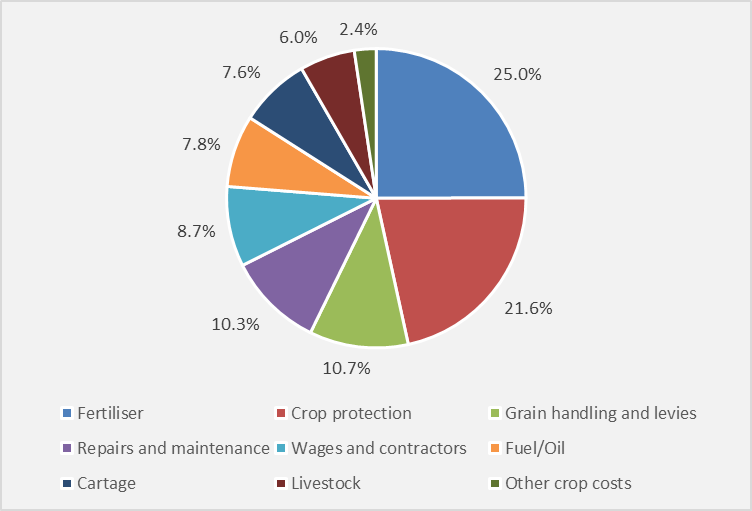 2.4%
6.0%
7.6%
25.0%
7.8%
8.7%
21.6%
10.3%
10.7%
Fertiliser
Crop protection
Grain handling and levies
Repairs and maintenance
Wages and contractors
Fuel/Oil
Cartage
Livestock
Other crop costs